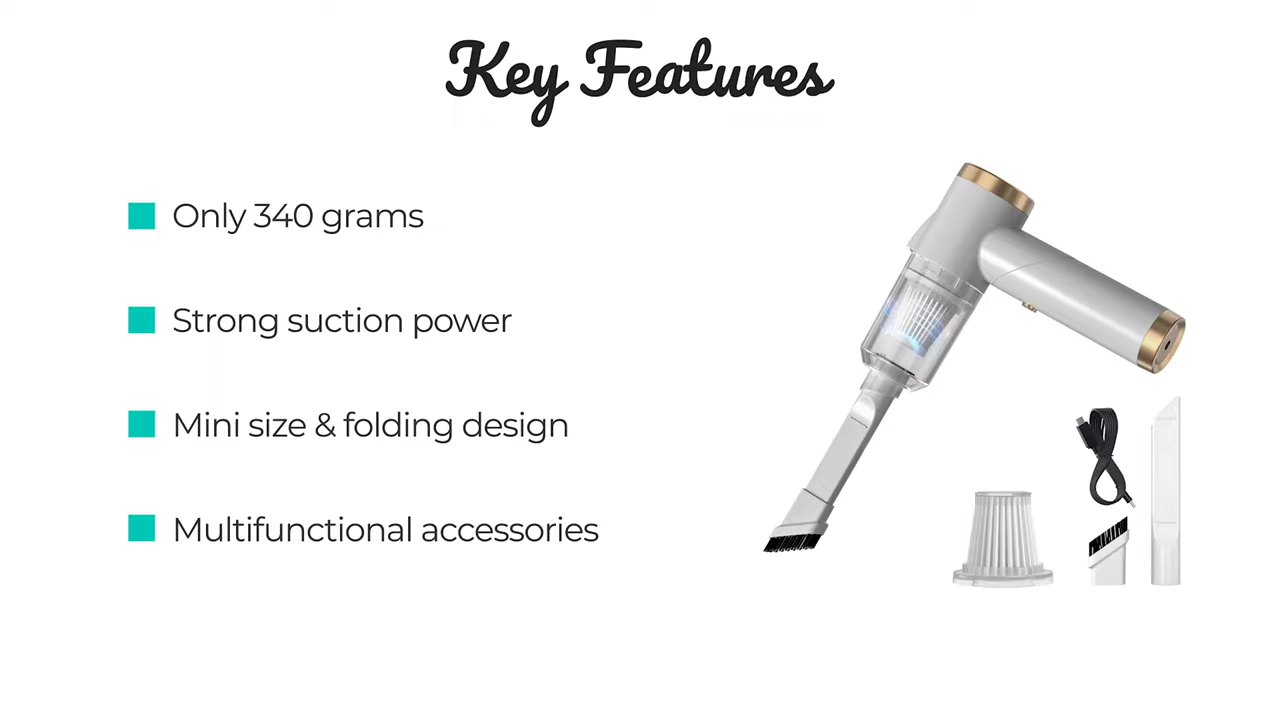 Key Features
Only 340 grams
Strong suction power
Mini size & folding design
Multifunctional accessories